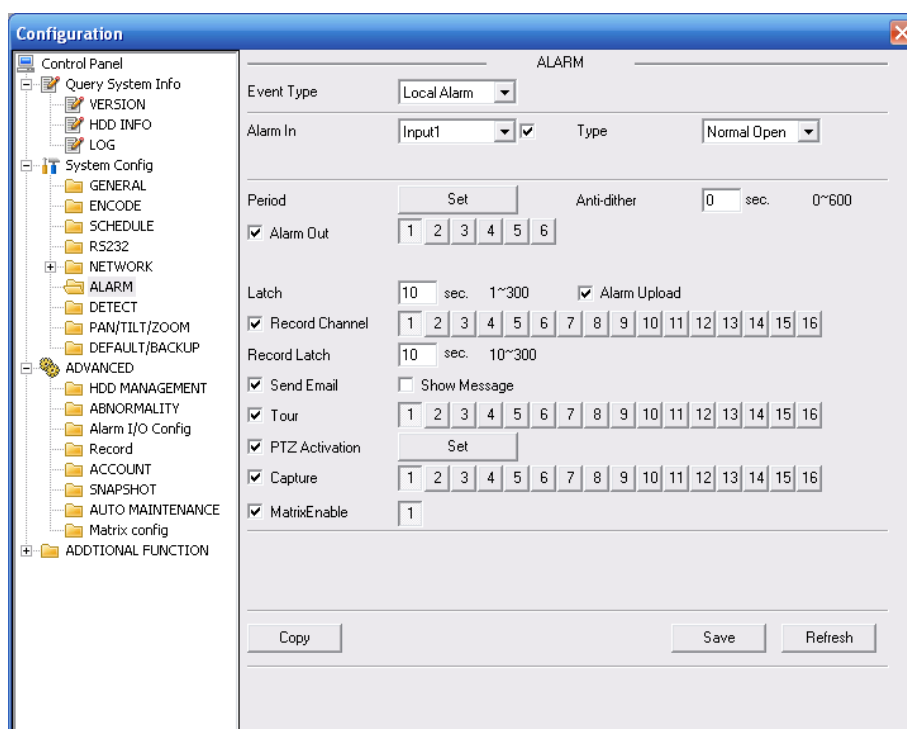 Configuration
Control Panel
Query System Info
VERSION
HDD INFO
LOG
System Config
GENERAL
ENCODE
SCHEDULE
RS232
NETWORK
ALARM
DETECT
PAN/TILT/ZOOM
DEFAULT/BACKUP
ADVANCED
HDD MANAGEMENT
ABNORMALITY
Alarm I/O Config
Record
ACCOUNT
SNAPSHOT
AUTO MAINTENANCE
Matrix config
ADDTIONAL FUNCTION
ALARM
Event Type Local Alarm
Alarm In Input1 Type Normal Open
Period Set Anti-dither 0 sec. 0~600
Alarm Out 1 2 3 4 5 6
Latch 10 sec. 1~300 Alarm Upload
Record Channel 1 2 3 4 5 6 7 8 9 10 11 12 13 14 15 16
Record Latch 10 sec. 10~300
Send Email Show Message
Tour 1 2 3 4 5 6 7 8 9 10 11 12 13 14 15 16
PTZ Activation Set
Capture 1 2 3 4 5 6 7 8 9 10 11 12 13 14 15 16
MatrixEnable 1
Copy Save Refresh